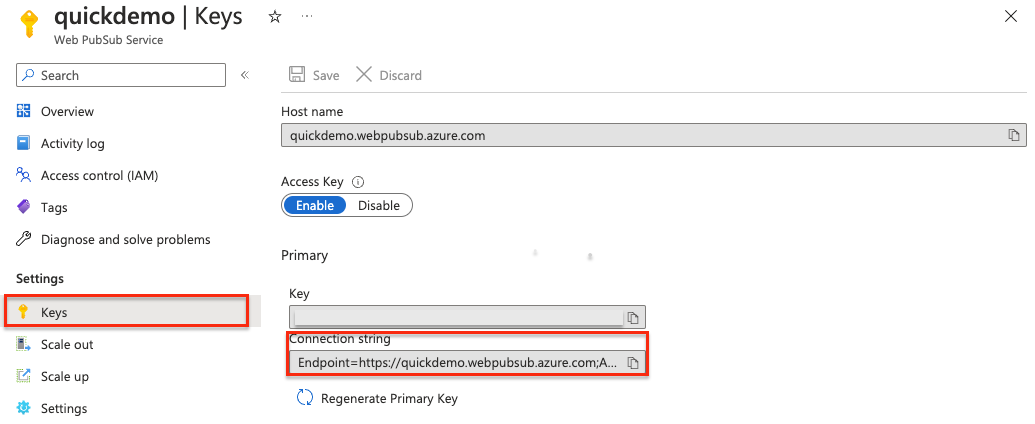 quickdemo | Keys
Web PubSub Service
Search
Overview
Activity log
Access control (IAM)
Tags
Diagnose and solve problems
Settings
Keys
Scale out
Scale up
Settings
Save Discard
Host name
quickdemo.webpubsub.azure.com
Access Key
Enable Disable
Primary
Key
Connection string
Endpoint=https://quickdemo.webpubsub.azure.com;A...
Regenerate Primary Key